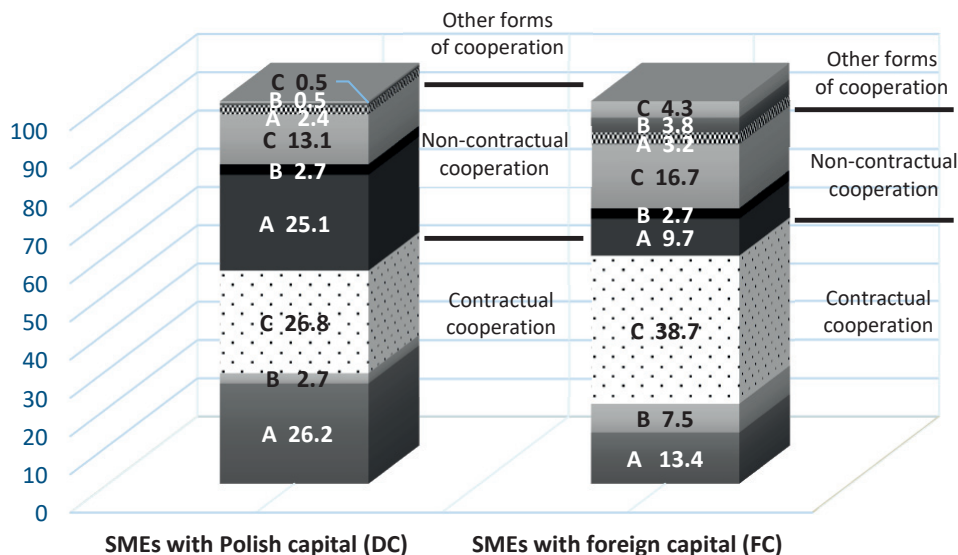 Other forms
of cooperation
C 0.5
B 0.5
A 2.4
C 13.1
B 2.7
A 25.1
C 26.8
B 2.7
A 26.2
Non-contractual
cooperation
Contractual
cooperation
C 4.3
B 3.8
A 3.2
C 16.7
B 2.7
A 9.7
C 38.7
B 7.5
A 13.4
Other forms
of cooperation
Non-contractual
cooperation
Contractual
cooperation
100
90
80
70
60
50
40
30
20
10
0
SMEs with Polish capital (DC)
SMEs with foreign capital (FC)